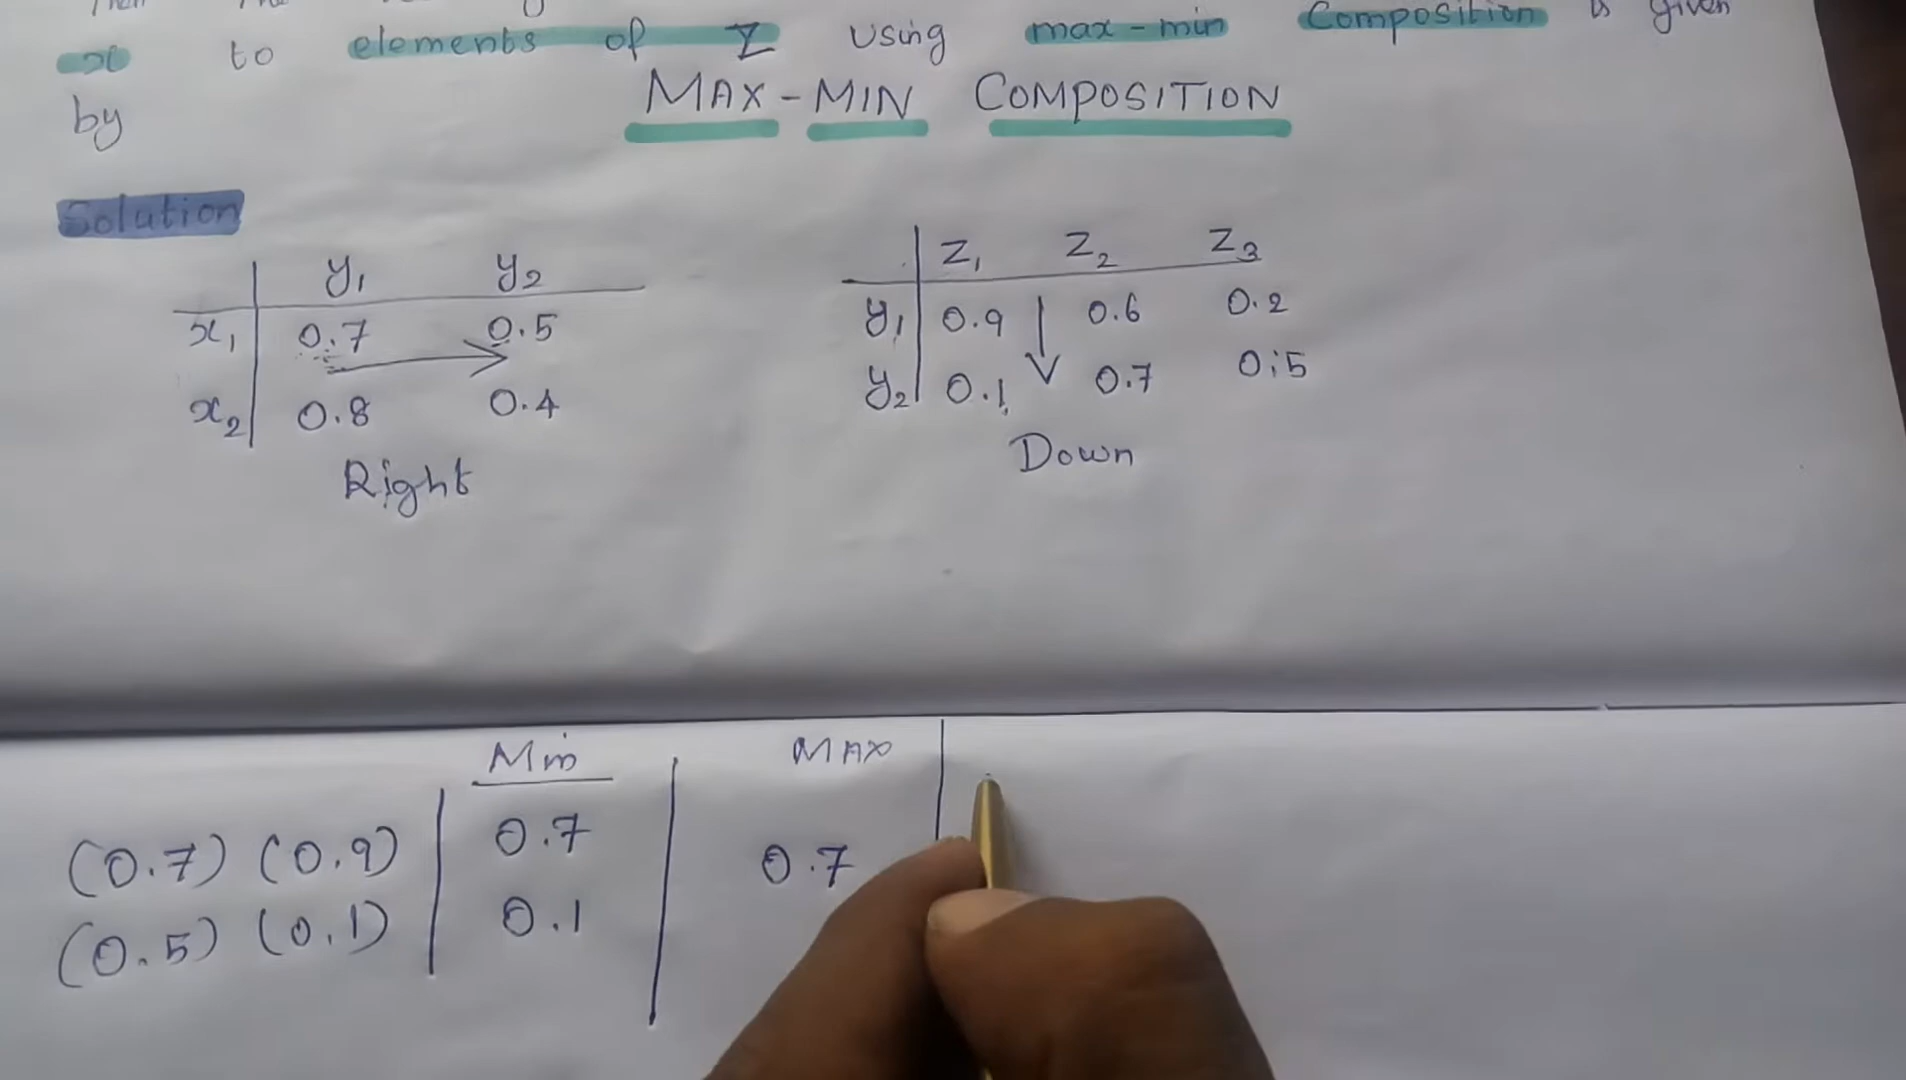 x to elements of Z using max-min Composition is given
by
MAX-MIN COMPOSITION
Solution
y1 y2
x1 0.7 0.5
x2 0.8 0.4
Right
Z1 Z2 Z3
y1 0.9 0.6 0.2
y2 0.1 0.7 0.5
Down
Min MAX
(0.7) (0.9) 0.7 0.7
(0.5) (0.1) 0.1